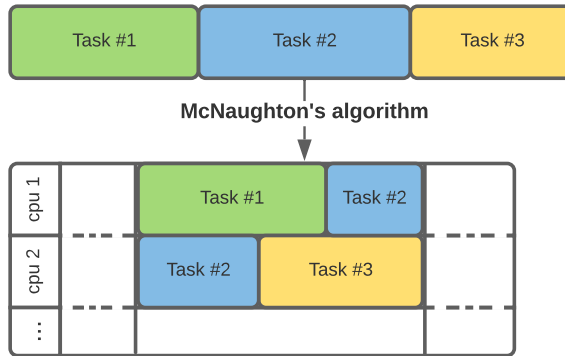 Task #1 Task #2 Task #3
McNaughton's algorithm
cpu 1 Task #1 Task #2
cpu 2 Task #2 Task #3
...